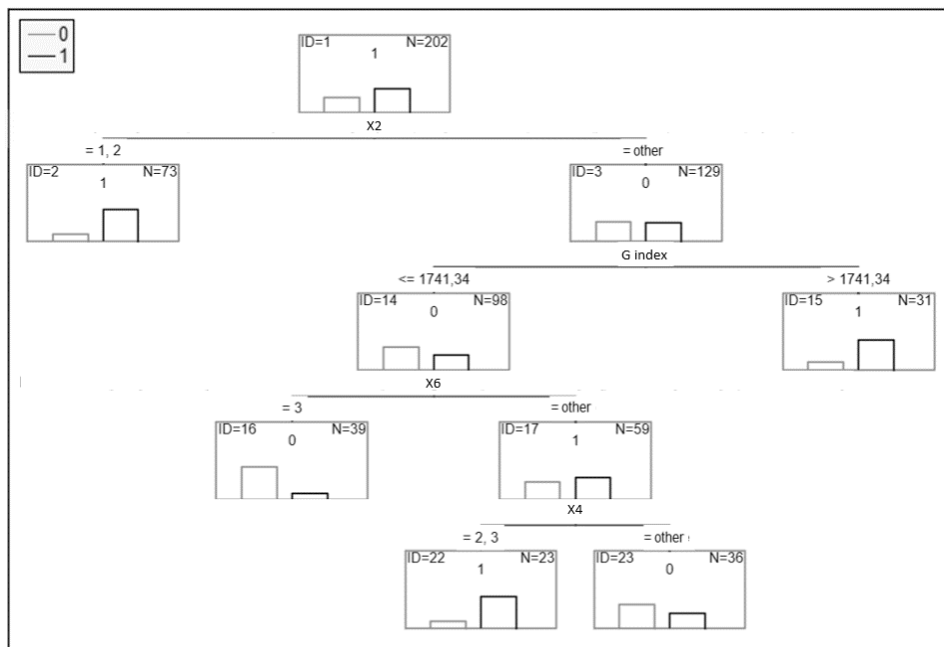 0
1
ID=1 N=202
1
X2
= 1, 2 = other
ID=2 N=73 ID=3 N=129
1 0
G index
<= 1741,34 > 1741,34
ID=14 N=98 ID=15 N=31
0 1
X6
= 3 = other
ID=16 N=39 ID=17 N=59
0 1
X4
= 2, 3 = other
ID=22 N=23 ID=23 N=36
1 0